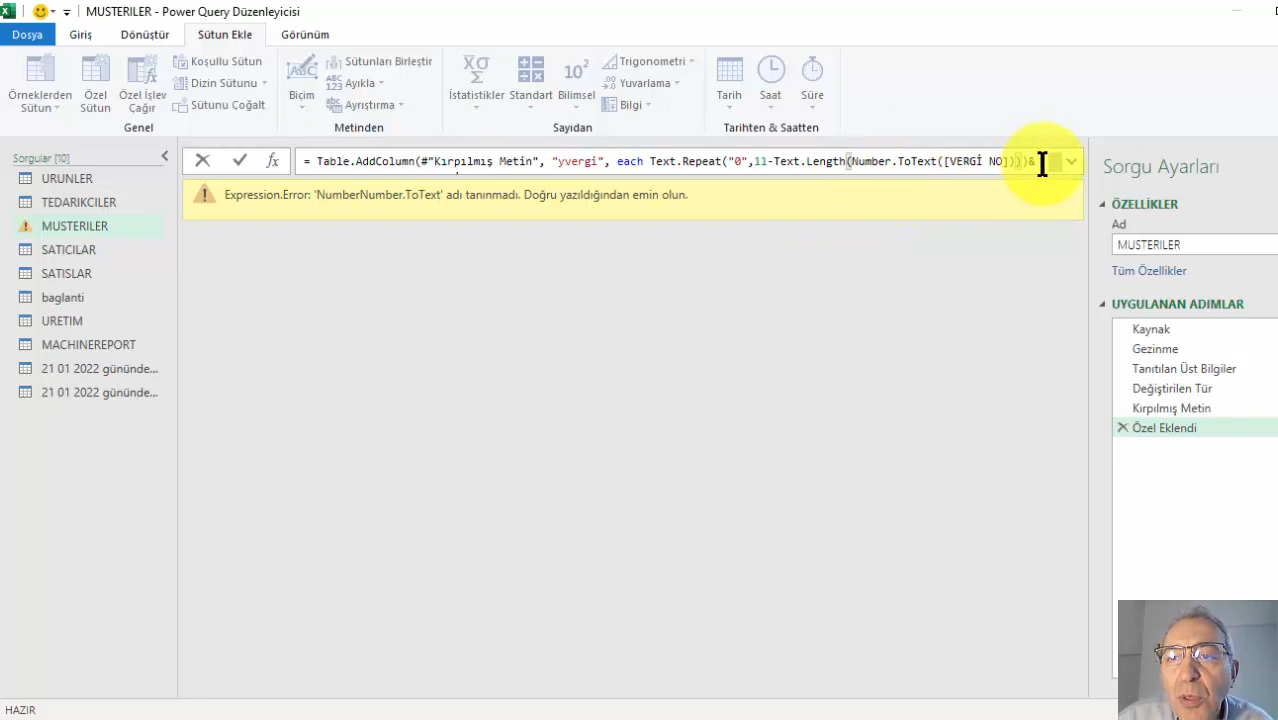 MUSTERILER - Power Query Düzenleyicisi
Dosya Giriş Dönüştür Sütun Ekle Görünüm
Örneklerden Sütun
Özel Sütun
Özel İşlev Çağır
Koşullu Sütun
Dizin Sütunu
Sütunu Çoğalt
Genel
Biçim
Sütunları Birleştir
Ayıkla
Ayrıştırma
Metinden
İstatistikler
Standart
Bilimsel
Trigonometri
Yuvarlama
Bilgi
Sayıdan
Tarih
Saat
Süre
Tarihten & Saatten
Sorgular [10]
URUNLER
TEDARIKCILER
MUSTERILER
SATICILAR
SATISLAR
baglanti
URETIM
MACHINEREPORT
21 01 2022 gününde...
21 01 2022 gününde...
= Table.AddColumn(#"Kırpılmış Metin", "yvergi", each Text.Repeat("0",11-Text.Length(Number.ToText([VERGİ NO])))&
Expression.Error: 'NumberNumber.ToText' adı tanınmadı. Doğru yazıldığından emin olun.
Sorgu Ayarları
ÖZELLİKLER
Ad
MUSTERILER
Tüm Özellikler
UYGULANAN ADIMLAR
Kaynak
Gezinme
Tanıtılan Üst Bilgiler
Değiştirilen Tür
Kırpılmış Metin
Özel Eklendi
HAZIR